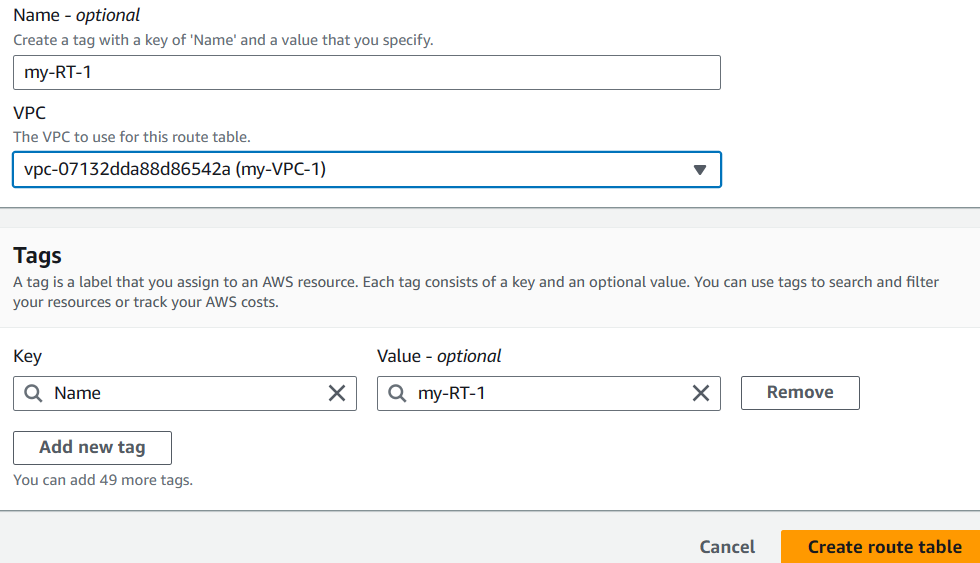 Name - optional
Create a tag with a key of 'Name' and a value that you specify.
my-RT-1
VPC
The VPC to use for this route table.
vpc-07132dda88d86542a (my-VPC-1)
Tags
A tag is a label that you assign to an AWS resource. Each tag consists of a key and an optional value. You can use tags to search and filter
your resources or track your AWS costs.
Key
Value - optional
Name
my-RT-1
Remove
Add new tag
You can add 49 more tags.
Cancel
Create route table